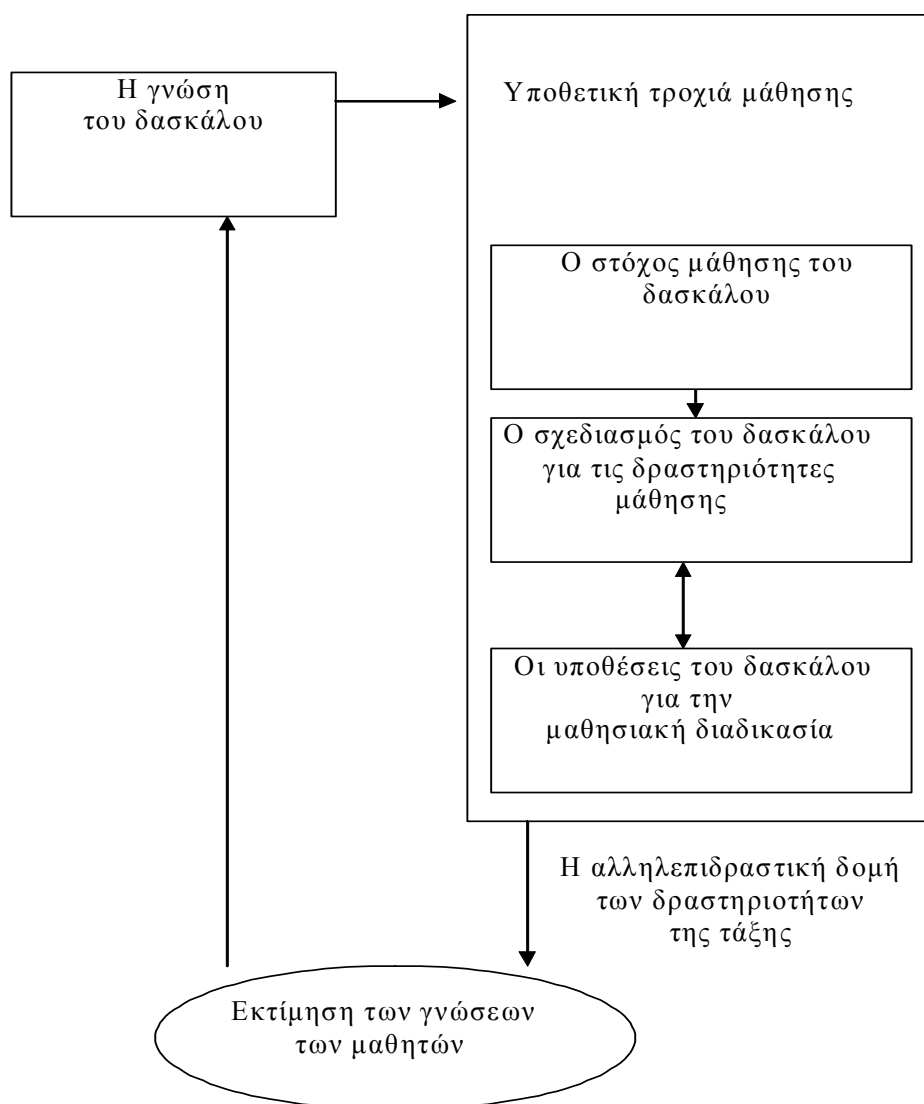 Η γνώση
του δασκάλου
Υποθετική τροχιά μάθησης
Ο στόχος μάθησης του
δασκάλου
Ο σχεδιασμός του δασκάλου
για τις δραστηριότητες
μάθησης
Οι υποθέσεις του δασκάλου
για την
μαθησιακή διαδικασία
Η αλληλεπιδραστική δομή
των δραστηριοτήτων
της τάξης
Εκτίμηση των γνώσεων
των μαθητών